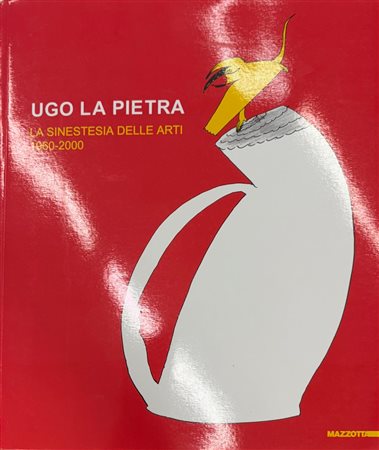 UGO LA PIETRA
LA SINESTESIA DELLE ARTI
1960-2000
MAZZOTTA